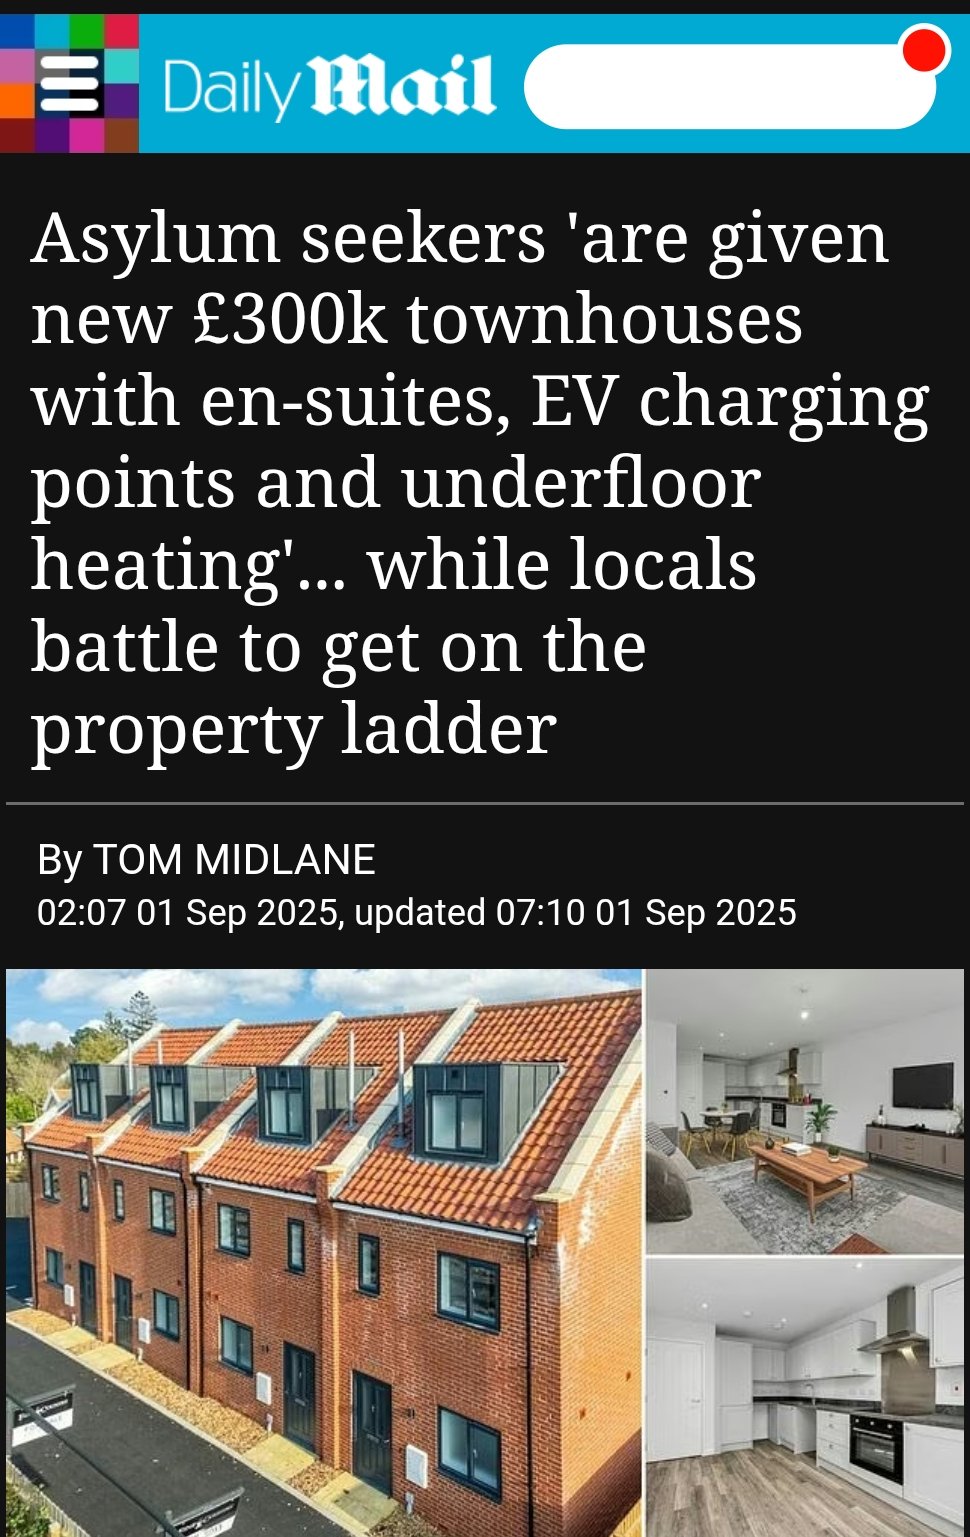 Daily Mail
Asylum seekers 'are given
new £300k townhouses
with en-suites, EV charging
points and underfloor
heating'... while locals
battle to get on the
property ladder
By TOM MIDLANE
02:07 01 Sep 2025, updated 07:10 01 Sep 2025